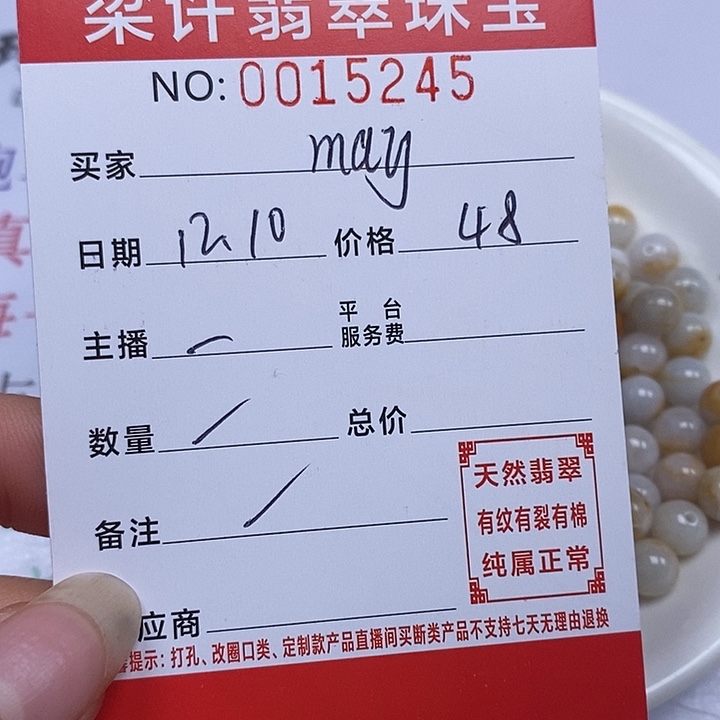 梁计翡翠珠宝
NO: 0015245
买家 may
日期 12.10 价格 48
主播 一 平台服务费
数量 / 总价
备注 /
天然翡翠
有纹有裂有棉
纯属正常
应商
提示：打孔、改圈口类、定制款产品直播间买断类产品不支持七天无理由退换